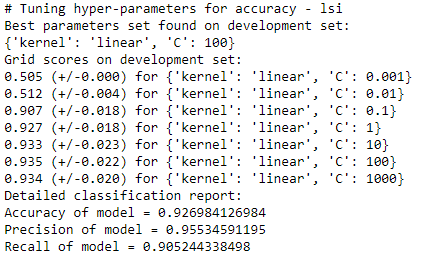 # Tuning hyper-parameters for accuracy - lsi
Best parameters set found on development set:
{'kernel': 'linear', 'C': 100}
Grid scores on development set:
0.505 (+/-0.000) for {'kernel': 'linear', 'C': 0.001}
0.512 (+/-0.004) for {'kernel': 'linear', 'C': 0.01}
0.907 (+/-0.018) for {'kernel': 'linear', 'C': 0.1}
0.927 (+/-0.018) for {'kernel': 'linear', 'C': 1}
0.933 (+/-0.023) for {'kernel': 'linear', 'C': 10}
0.935 (+/-0.022) for {'kernel': 'linear', 'C': 100}
0.934 (+/-0.020) for {'kernel': 'linear', 'C': 1000}
Detailed classification report:
Accuracy of model = 0.926984126984
Precision of model = 0.95534591195
Recall of model = 0.905244338498